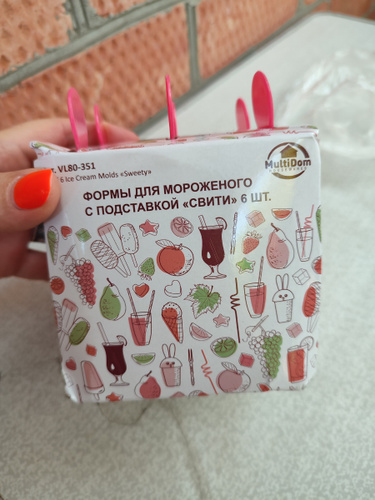 VL80-351
6 Ice Cream Molds «Sweety»
MultiDom
ФОРМЫ ДЛЯ МОРОЖЕНОГО
С ПОДСТАВКОЙ «СВИТИ» 6 ШТ.